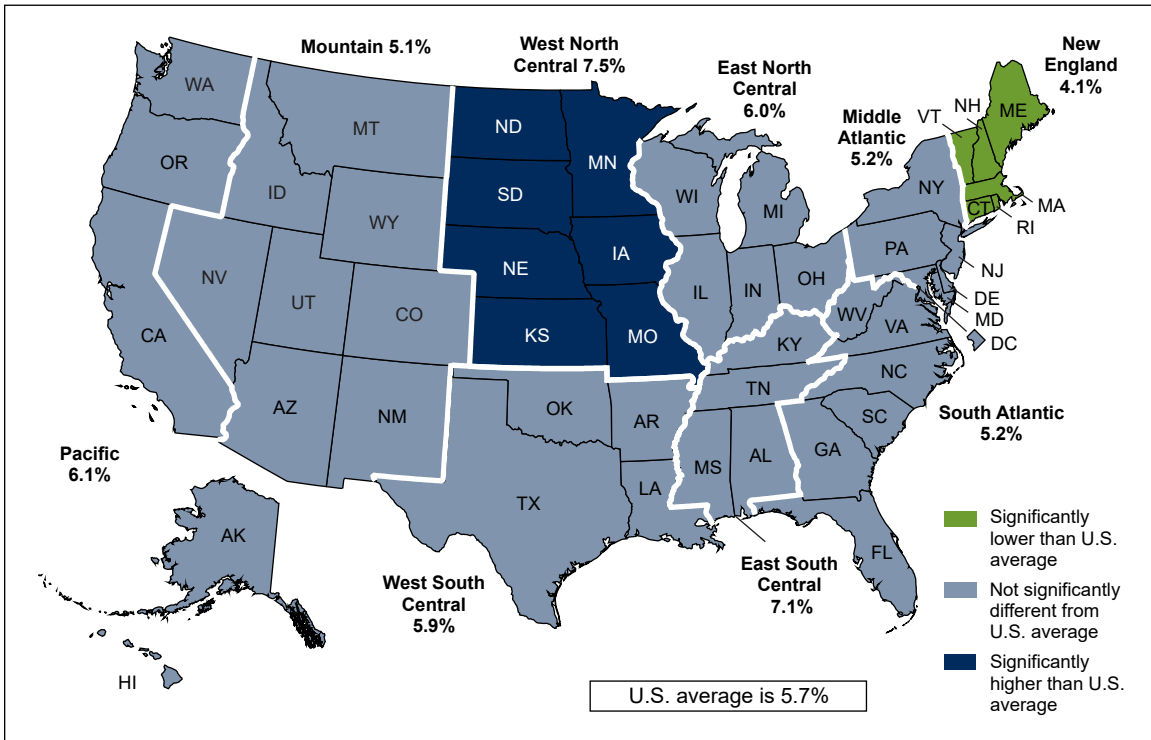 Mountain 5.1%
West North
Central 7.5%
East North
Central
6.0%
New
England
4.1%
Middle
Atlantic
5.2%
WA
MT
ND
MN
VT
NH
ME
OR
ID
WY
SD
WI
MI
NY
MA
CT
RI
NV
UT
CO
NE
IA
IL
IN
OH
PA
NJ
DE
MD
DC
CA
KS
MO
KY
WV
VA
AZ
NM
OK
AR
TN
NC
SC
South Atlantic
5.2%
Pacific
6.1%
TX
LA
MS
AL
GA
FL
AK
HI
West South
Central
5.9%
East South
Central
7.1%
Significantly
lower than U.S.
average
Not significantly
different from
U.S. average
Significantly
higher than U.S.
average
U.S. average is 5.7%